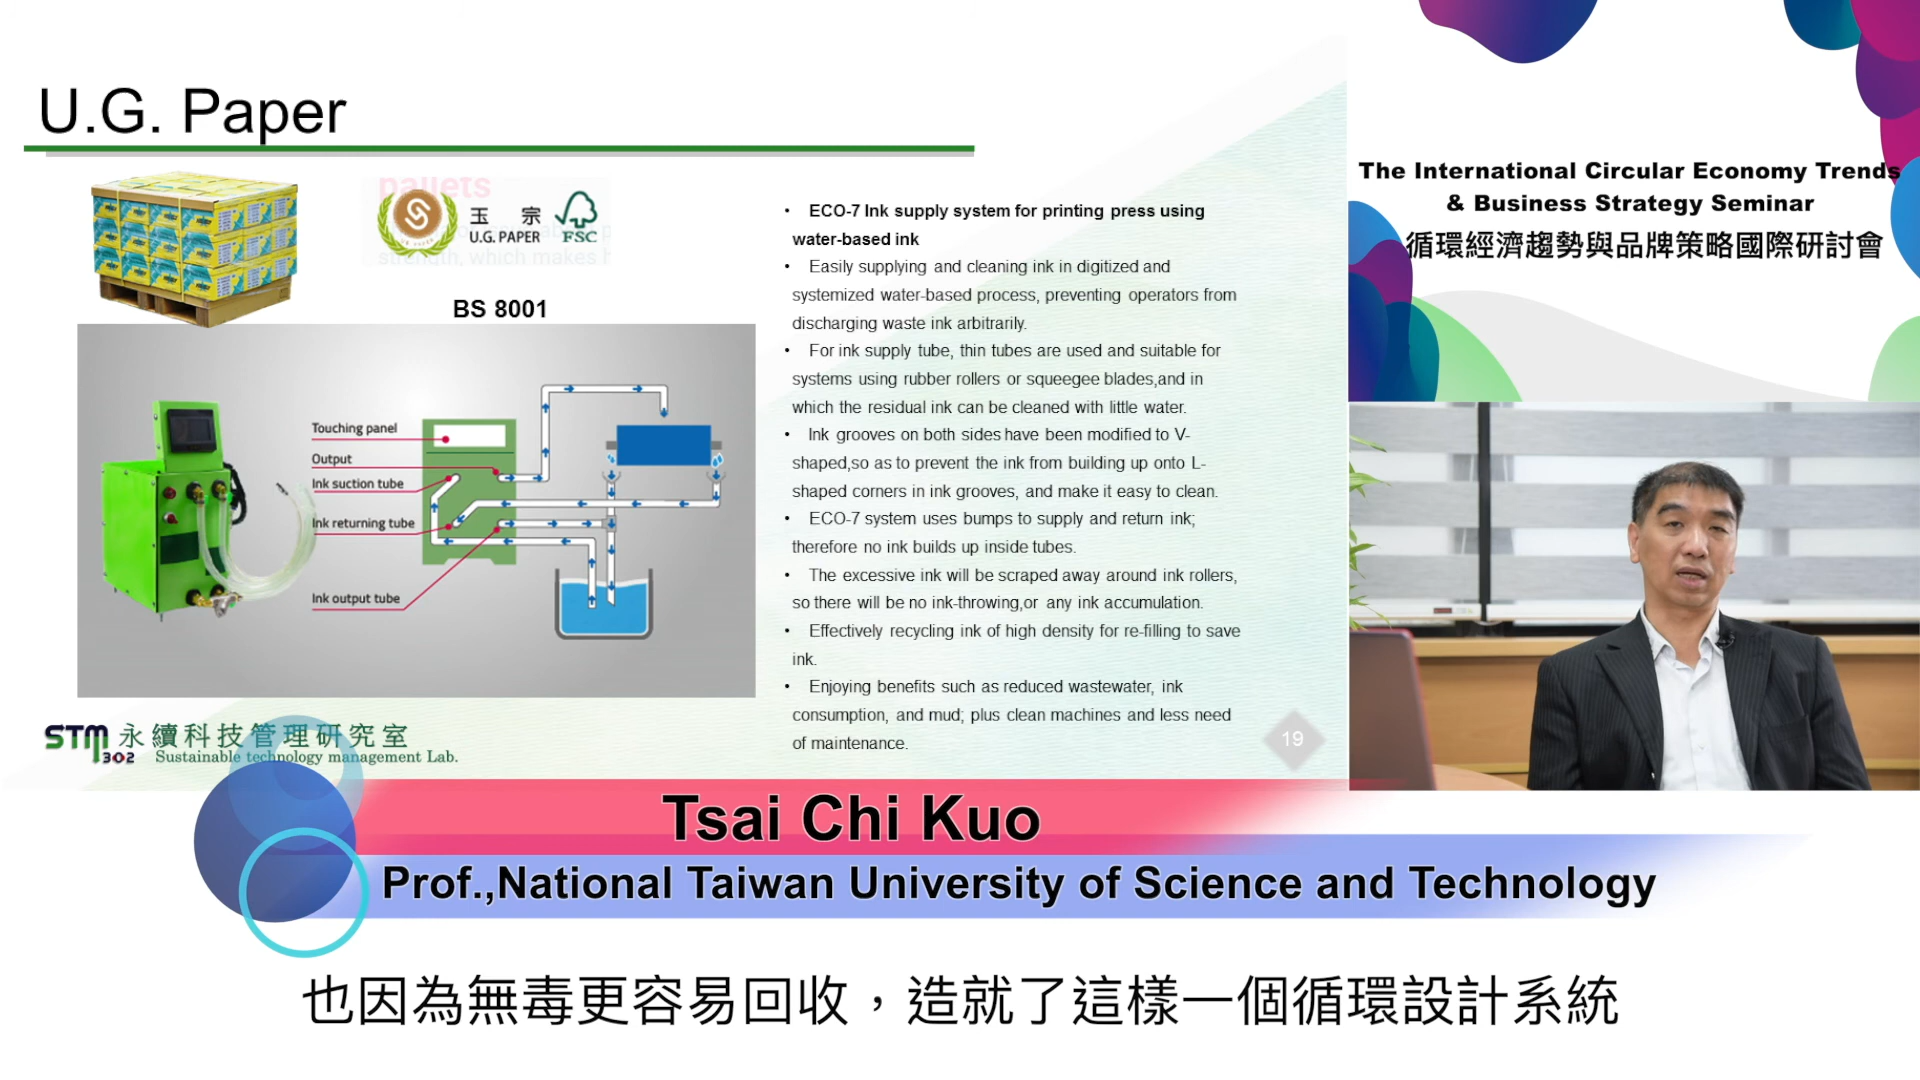 U.G. Paper
pallets
玉 宗
U.G. PAPER
FSC
strength, which makes
BS 8001
Touching panel
Output
Ink suction tube
Ink returning tube
Ink output tube
• ECO-7 Ink supply system for printing press using
water-based ink
• Easily supplying and cleaning ink in digitized and
systemized water-based process, preventing operators from
discharging waste ink arbitrarily.
• For ink supply tube, thin tubes are used and suitable for
systems using rubber rollers or squeegee blades,and in
which the residual ink can be cleaned with little water.
• Ink grooves on both sides have been modified to V-
shaped,so as to prevent the ink from building up onto L-
shaped corners in ink grooves, and make it easy to clean.
• ECO-7 system uses bumps to supply and return ink;
therefore no ink builds up inside tubes.
• The excessive ink will be scraped away around ink rollers,
so there will be no ink-throwing,or any ink accumulation.
• Effectively recycling ink of high density for re-filling to save
ink.
• Enjoying benefits such as reduced wastewater, ink
consumption, and mud; plus clean machines and less need
of maintenance.
19
STM 302 永續科技管理研究室
Sustainable technology management Lab.
The International Circular Economy Trends
& Business Strategy Seminar
循環經濟趨勢與品牌策略國際研討會
Tsai Chi Kuo
Prof.,National Taiwan University of Science and Technology
也因為無毒更容易回收，造就了這樣一個循環設計系統